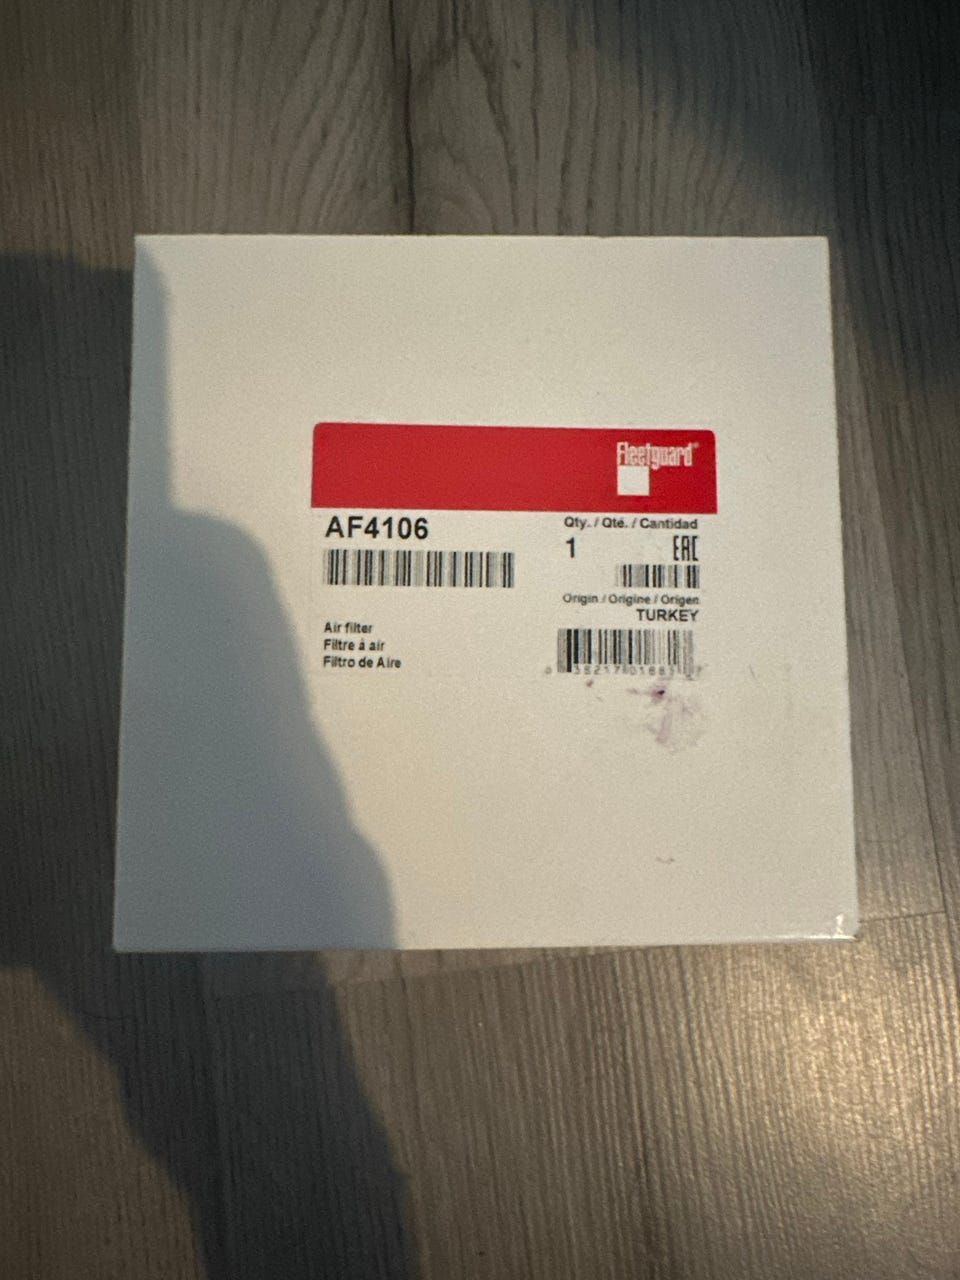 Fleetguard®
AF4106
Qty. / Qté. / Cantidad
1
EAC
Origin / Origine / Origen
TURKEY
Air filter
Filtre à air
Filtro de Aire